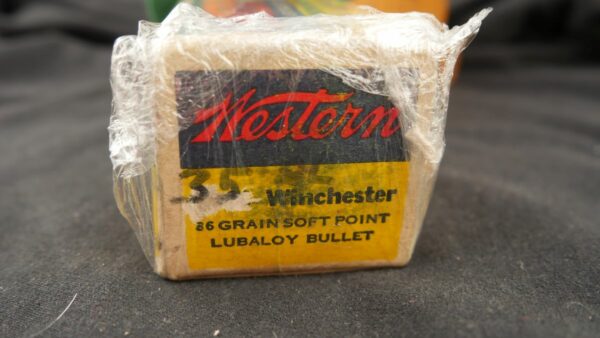 Western
Winchester
86 GRAIN SOFT POINT
LUBALOY BULLET